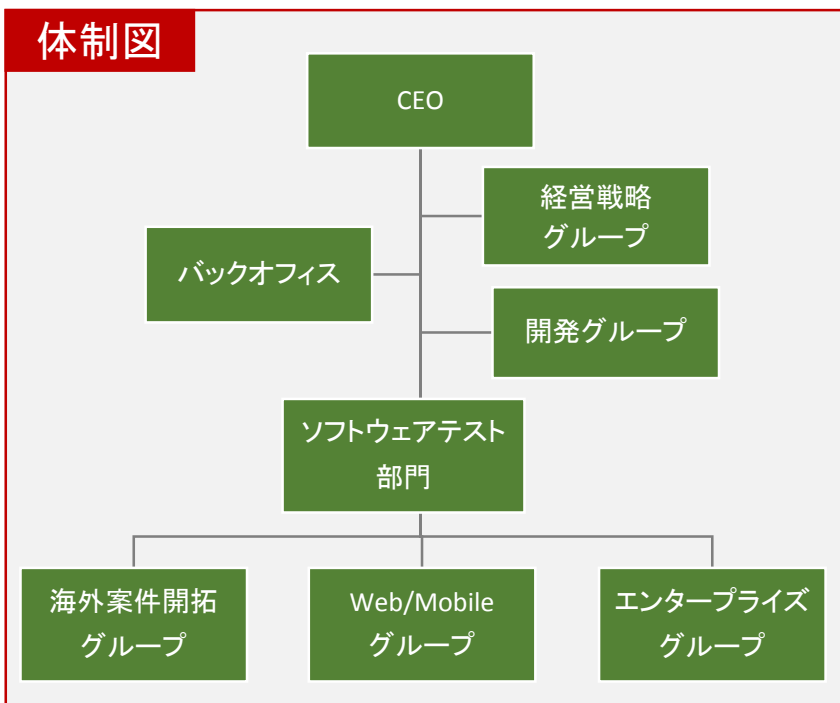 体制図
CEO
経営戦略
グループ
バックオフィス
開発グループ
ソフトウェアテスト
部門
海外案件開拓
グループ
Web/Mobile
グループ
エンタープライズ
グループ